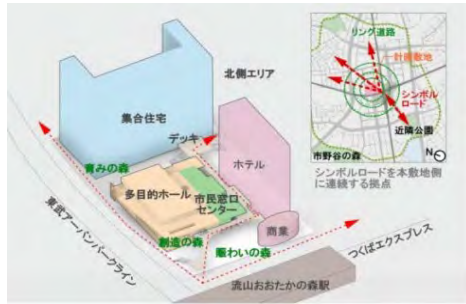 北側エリア
集合住宅
デッキ
ホテル
育みの森
多目的ホール
市民窓口
センター
創造の森
賑わいの森
商業
東武アーバンパークライン
つくばエクスプレス
流山おおたかの森駅
リング道路
計画敷地
シンボル
ロード
近隣公園
市野谷の森
N
シンボルロードを本敷地側
に連続する拠点